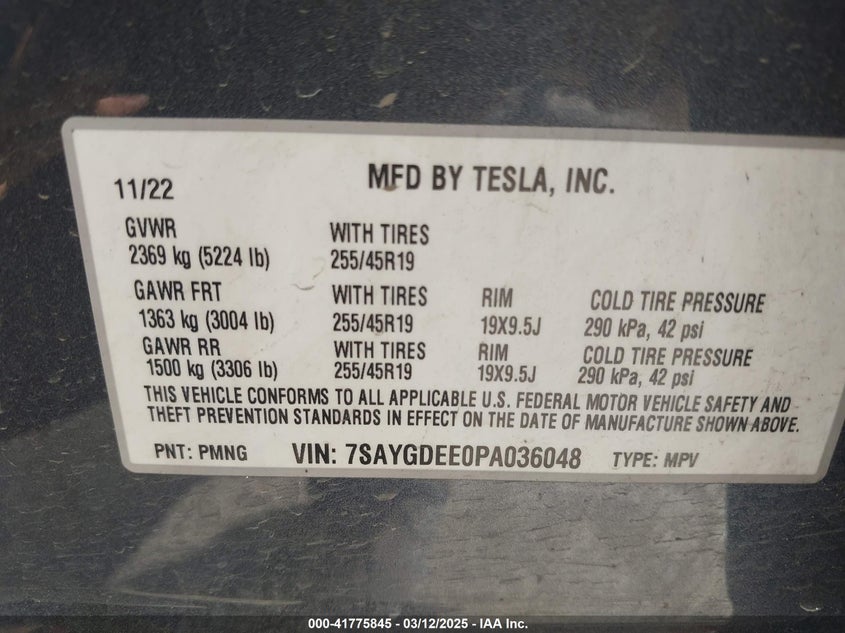 MFD BY TESLA, INC.
11/22
GVWR WITH TIRES
2369 kg (5224 lb) 255/45R19
GAWR FRT WITH TIRES RIM COLD TIRE PRESSURE
1363 kg (3004 lb) 255/45R19 19X9.5J 290 kPa, 42 psi
GAWR RR WITH TIRES RIM COLD TIRE PRESSURE
1500 kg (3306 lb) 255/45R19 19X9.5J 290 kPa, 42 psi
THIS VEHICLE CONFORMS TO ALL APPLICABLE U.S. FEDERAL MOTOR VEHICLE SAFETY AND
THEFT PREVENTION STANDARDS IN EFFECT ON THE DATE OF MANUFACTURE SHOWN ABOVE.
PNT: PMNG VIN: 7SAYGDEE0PA036048 TYPE: MPV
000-41775845 - 03/12/2025 - IAA Inc.